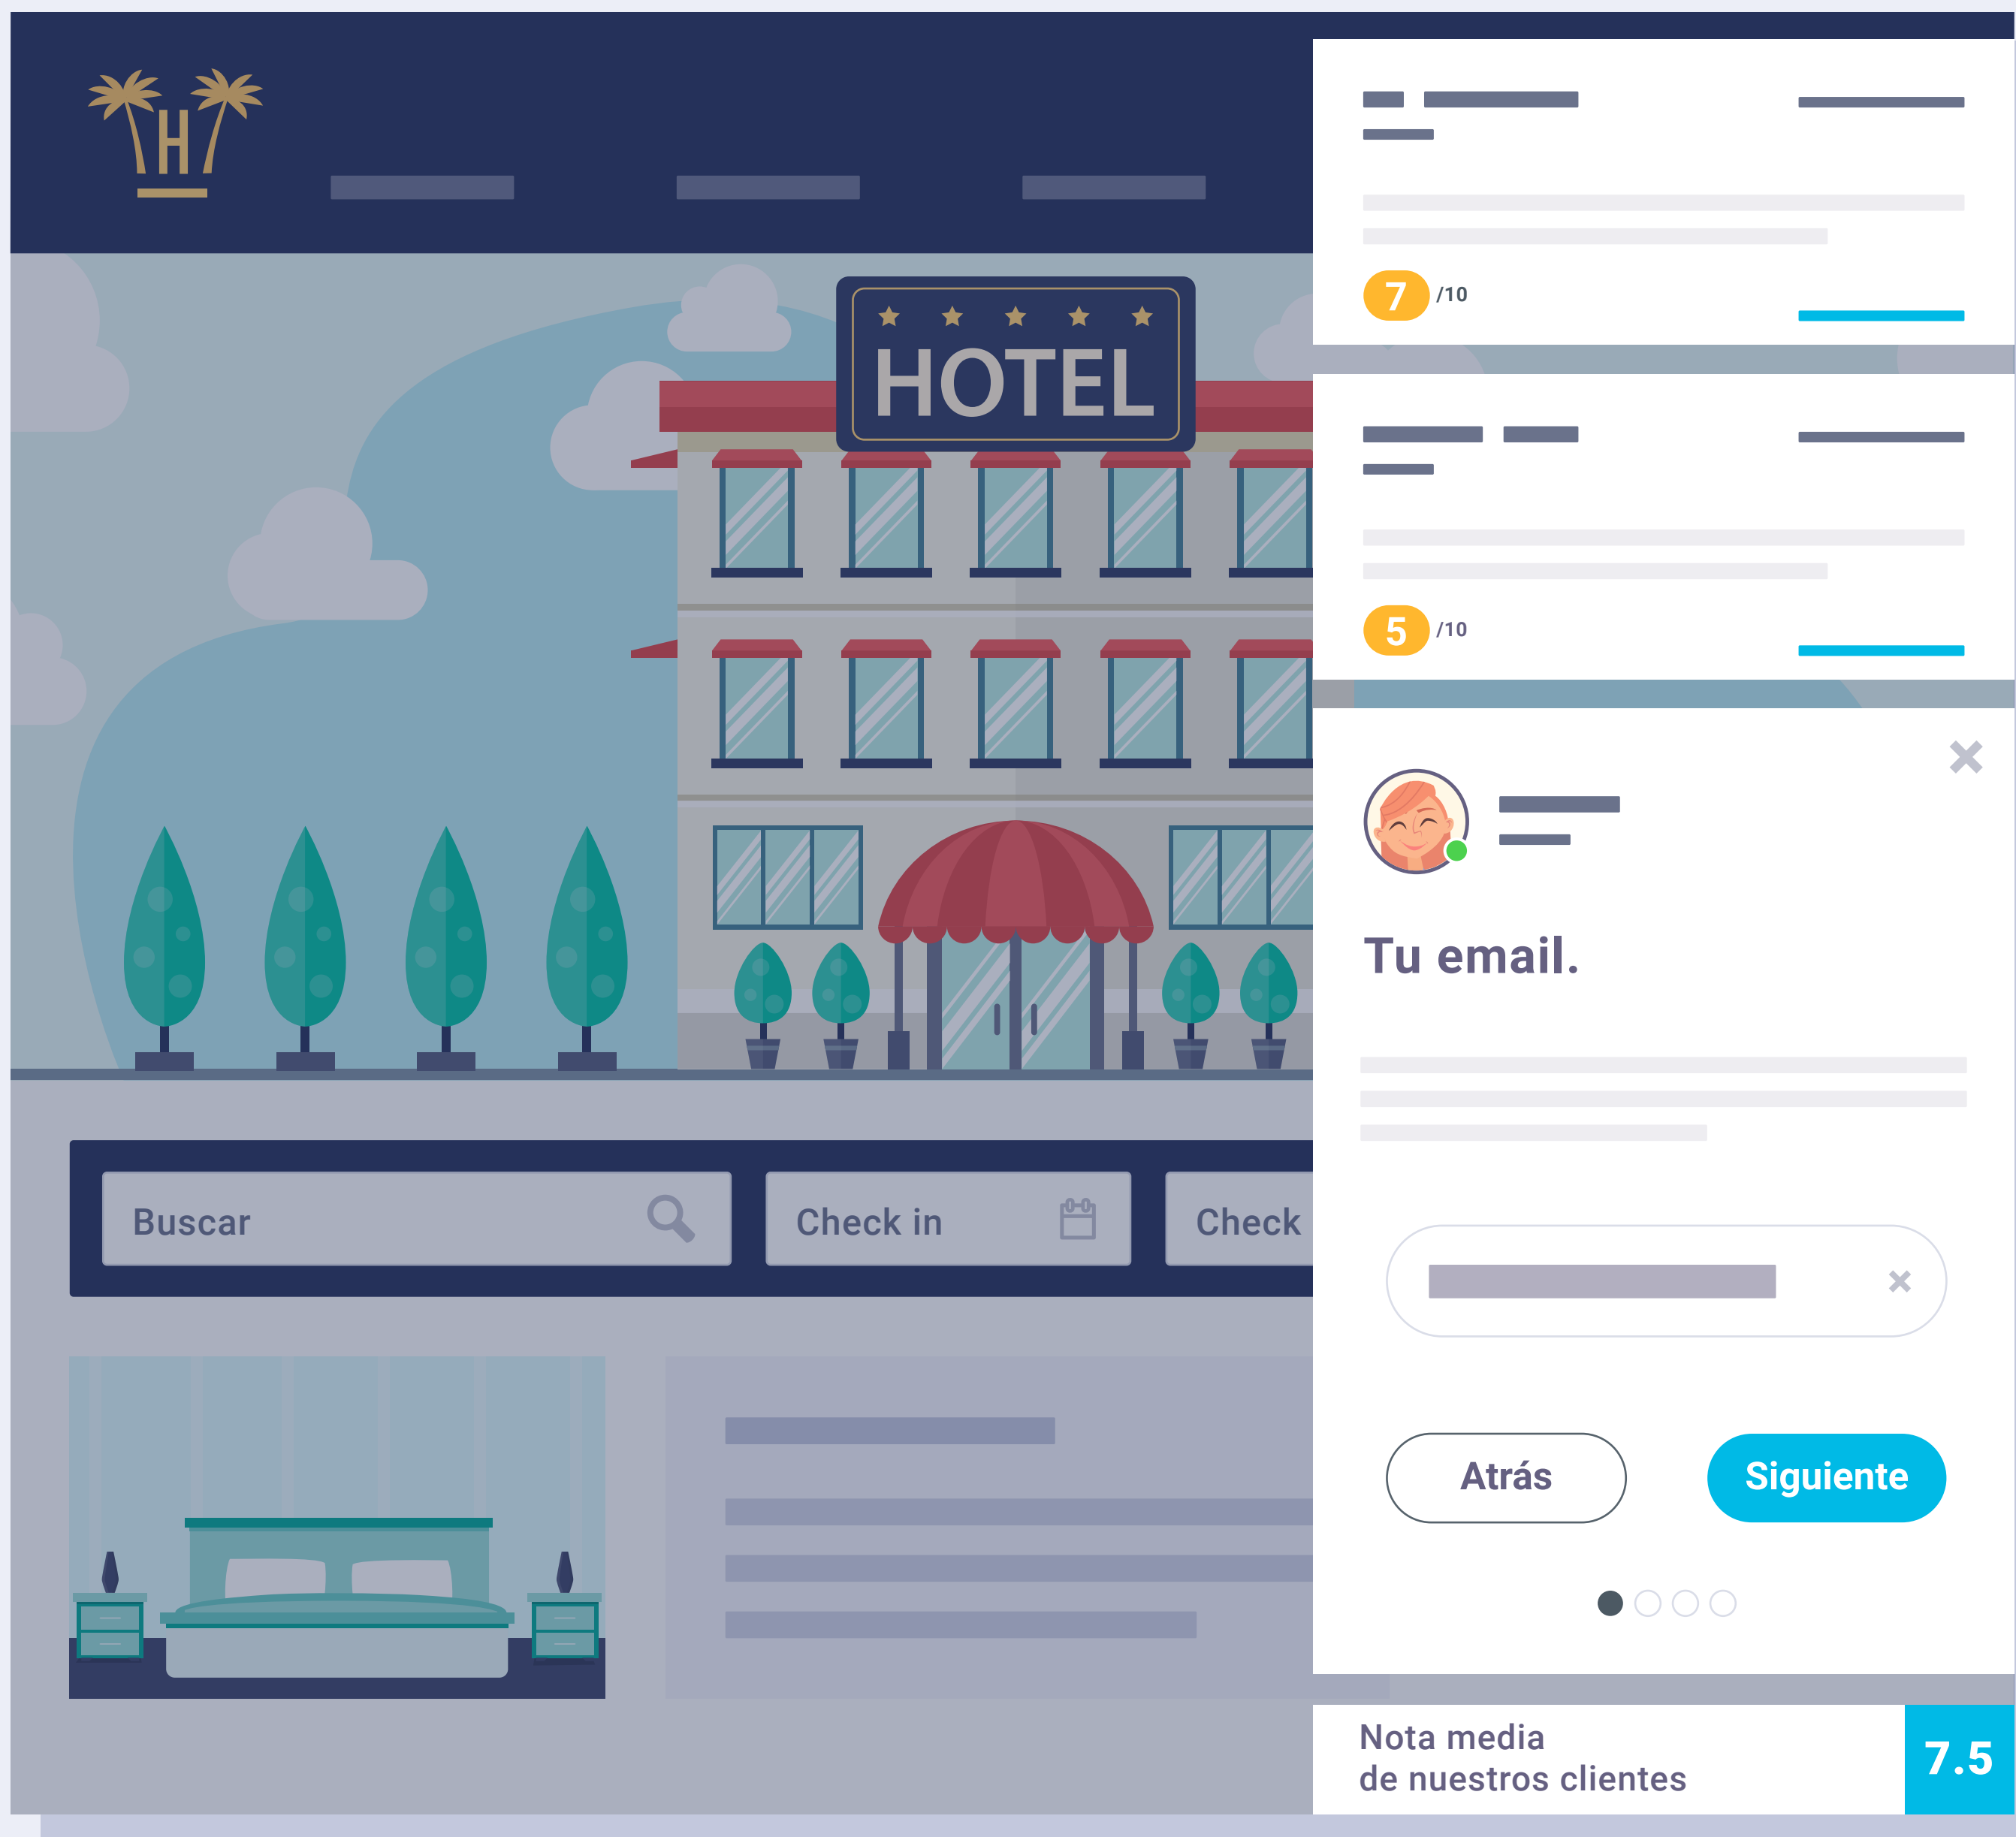 H
HOTEL
7 /10
5 /10
Tu email.
Buscar
Check in
Check
Atrás
Siguiente
Nota media
de nuestros clientes
7.5